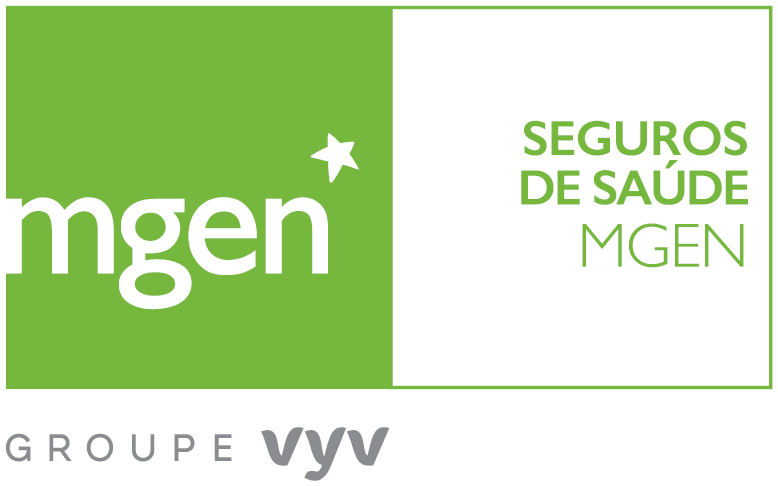 mgen
SEGUROS
DE SAÚDE
MGEN
GROUPE vyv